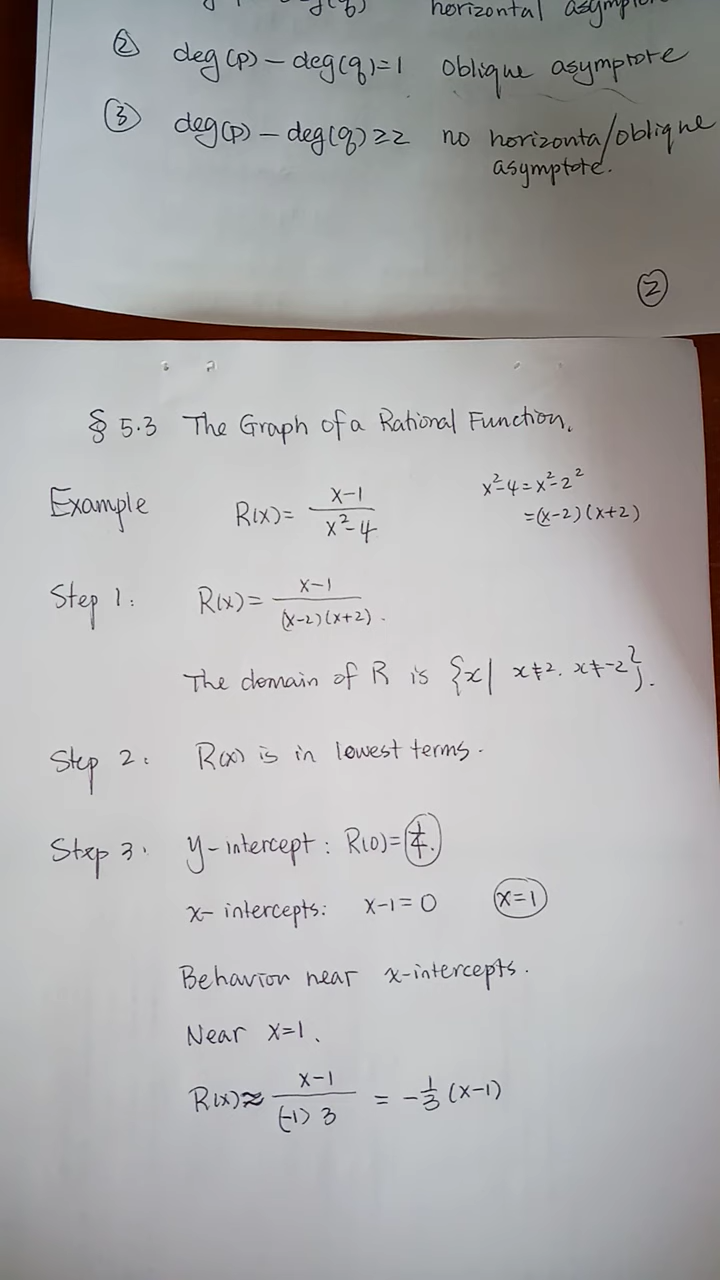 horizontal
② deg(p) - deg(q)=1 oblique asymptote
③ deg(p) - deg(q) ≥2 no horizonta/oblique
asymptote.
②
§ 5.3 The Graph of a Rational Function.
Example R(x)= (x-1)/(x²-4) x²-4=x²-2²
=(x-2)(x+2)
Step 1: R(x)= (x-1)/((x-2)(x+2)).
The domain of R is {x| x≠2. x≠-2}.
Step 2: R(x) is in lowest terms.
Step 3. y-intercept: R(0)=1/4.
x-intercepts: x-1=0 x=1
Behavior near x-intercepts.
Near x=1.
R(x)≈ (x-1)/((-1) 3) = -1/3 (x-1)